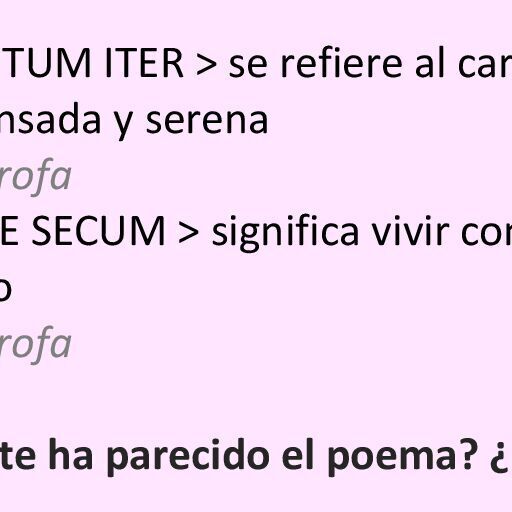 TUM ITER > se refiere al car
nsada y serena
rofa
E SECUM > significa vivir con
o
rofa
te ha parecido el poema? ¿